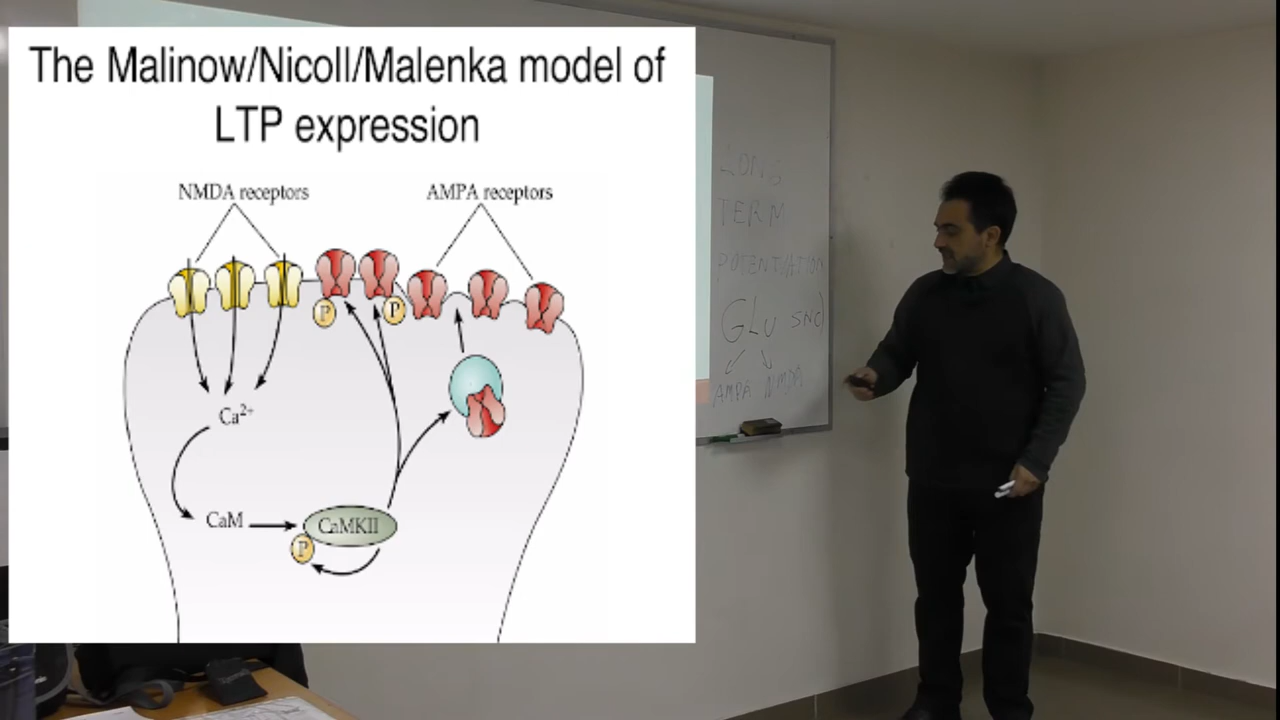 The Malinow/Nicoll/Malenka model of
LTP expression
NMDA receptors
AMPA receptors
P
P
Ca²⁺
CaM
CaMKII
P
LONG
TERM
POTENTIATION
GLU SNC
AMPA NMDA